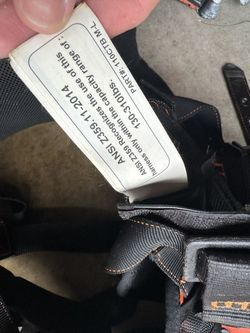 ANSI Z359.11-2014
ANSI Z359 Recognizes the use of this
harness only within the capacity range of :
130-310lbs.
PART#: 110CTB M-L